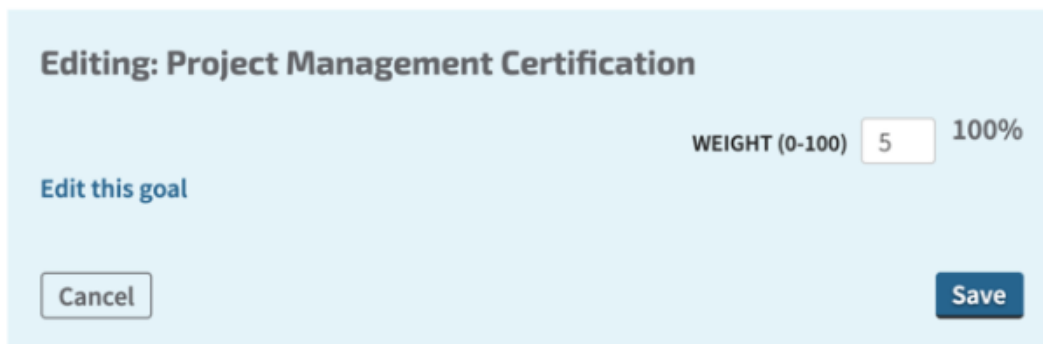 Editing: Project Management Certification
WEIGHT (0-100) 5 100%
Edit this goal
Cancel Save